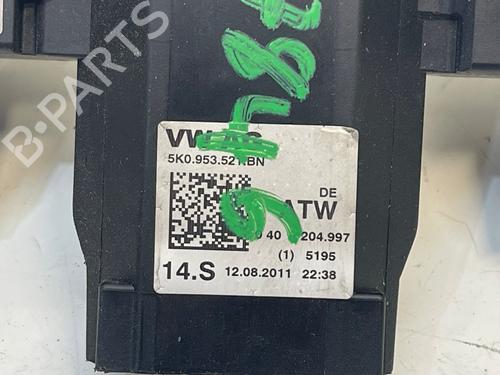 B-PARTS
VW AG
5K0.953.521.BN
DE
ATW
40 204.997
(1) 5195
14.S 12.08.2011 22:38